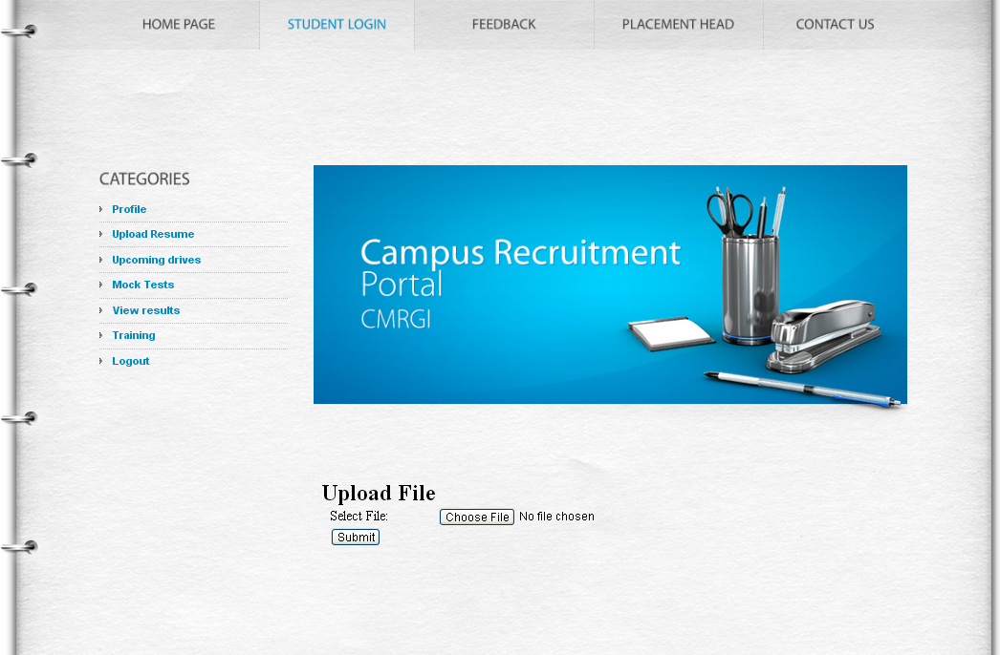 HOME PAGE STUDENT LOGIN FEEDBACK PLACEMENT HEAD CONTACT US
CATEGORIES
Profile
Upload Resume
Upcoming drives
Mock Tests
View results
Training
Logout
Campus Recruitment
Portal
CMRGI
Upload File
Select File: Choose File No file chosen
Submit